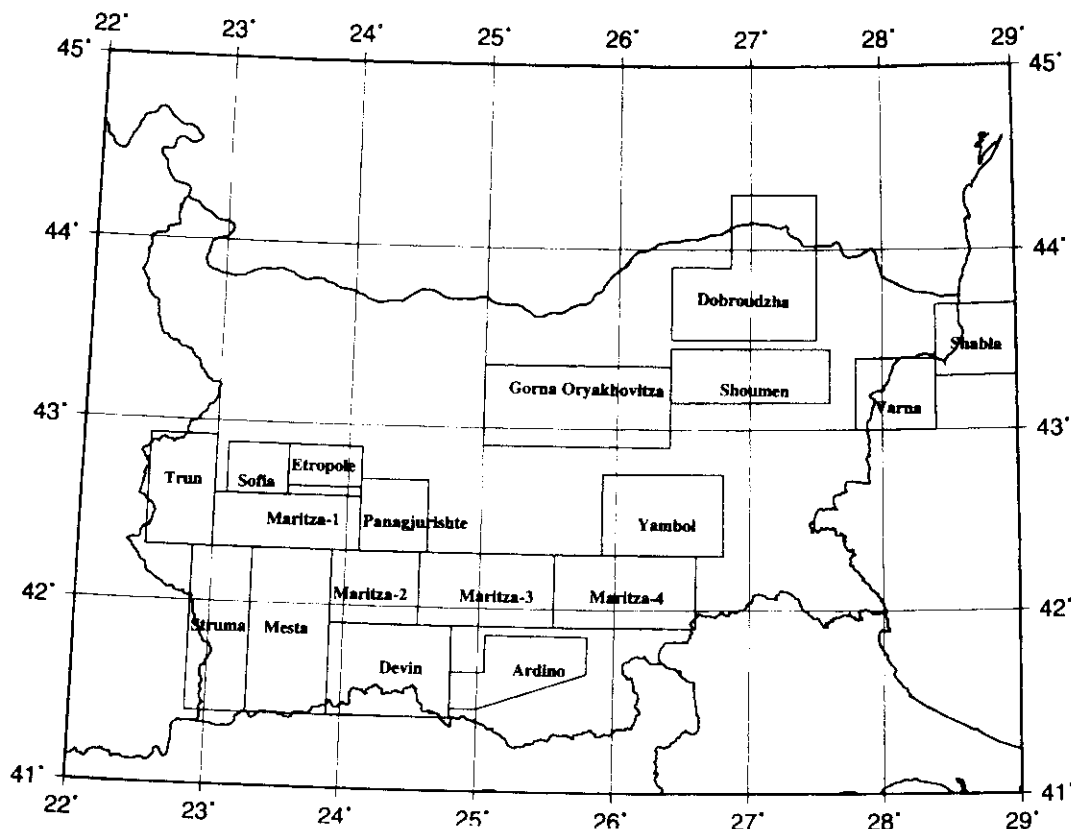 22° 23° 24° 25° 26° 27° 28° 29°
45° 45°
44° 44°
Dobroudzha
Shabla
Gorna Oryakhovitza Shoumen
Varna
43° 43°
Trun Sofia Etropole
Maritza-1 Panagjurishte Yambol
42° 42°
Maritza-2 Maritza-3 Maritza-4
Struma Mesta
Devin Ardino
41° 41°
22° 23° 24° 25° 26° 27° 28° 29°